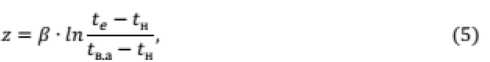 z = β · ln (t_e − t_н) / (t_в.а − t_н), (5)